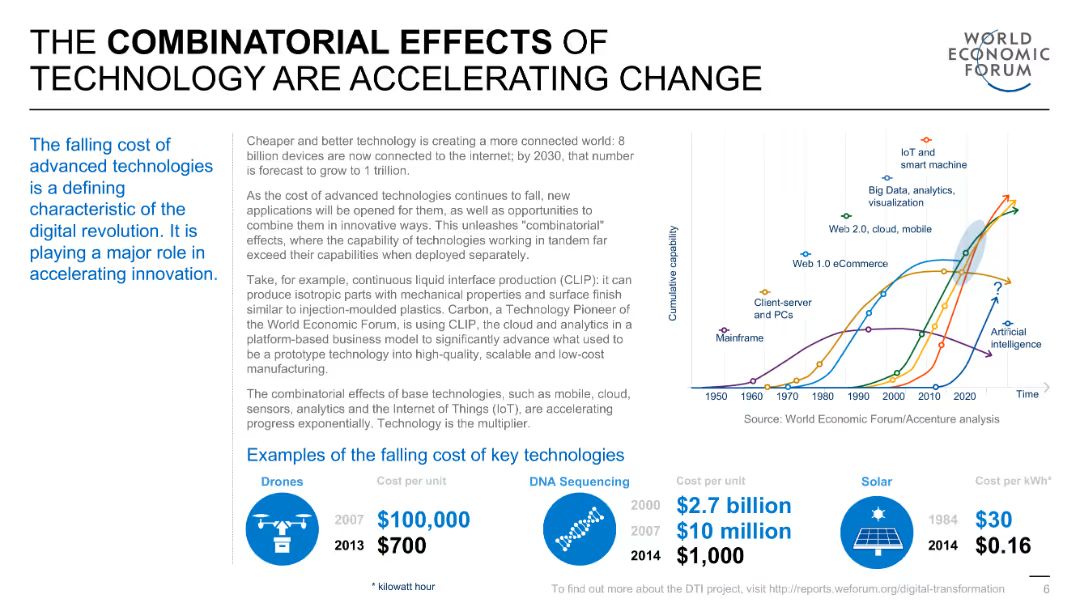 THE COMBINATORIAL EFFECTS OF
TECHNOLOGY ARE ACCELERATING CHANGE
WORLD
ECONOMIC
FORUM
The falling cost of
advanced technologies
is a defining
characteristic of the
digital revolution. It is
playing a major role in
accelerating innovation.
Cheaper and better technology is creating a more connected world: 8
billion devices are now connected to the internet; by 2030, that number
is forecast to grow to 1 trillion.
As the cost of advanced technologies continues to fall, new
applications will be opened for them, as well as opportunities to
combine them in innovative ways. This unleashes "combinatorial"
effects, where the capability of technologies working in tandem far
exceed their capabilities when deployed separately.
Take, for example, continuous liquid interface production (CLIP): it can
produce isotropic parts with mechanical properties and surface finish
similar to injection-moulded plastics. Carbon, a Technology Pioneer of
the World Economic Forum, is using CLIP, the cloud and analytics in a
platform-based business model to significantly advance what used to
be a prototype technology into high-quality, scalable and low-cost
manufacturing.
The combinatorial effects of base technologies, such as mobile, cloud,
sensors, analytics and the Internet of Things (IoT), are accelerating
progress exponentially. Technology is the multiplier.
Cumulative capability
IoT and
smart machine
Big Data, analytics,
visualization
Web 2.0, cloud, mobile
Web 1.0 eCommerce
Client-server
and PCs
Mainframe
?
Artificial
intelligence
1950 1960 1970 1980 1990 2000 2010 2020 Time
Source: World Economic Forum/Accenture analysis
Examples of the falling cost of key technologies
Drones Cost per unit
2007 $100,000
2013 $700
DNA Sequencing Cost per unit
2000 $2.7 billion
2007 $10 million
2014 $1,000
Solar Cost per kWh*
1984 $30
2014 $0.16
* kilowatt hour
To find out more about the DTI project, visit http://reports.weforum.org/digital-transformation
6